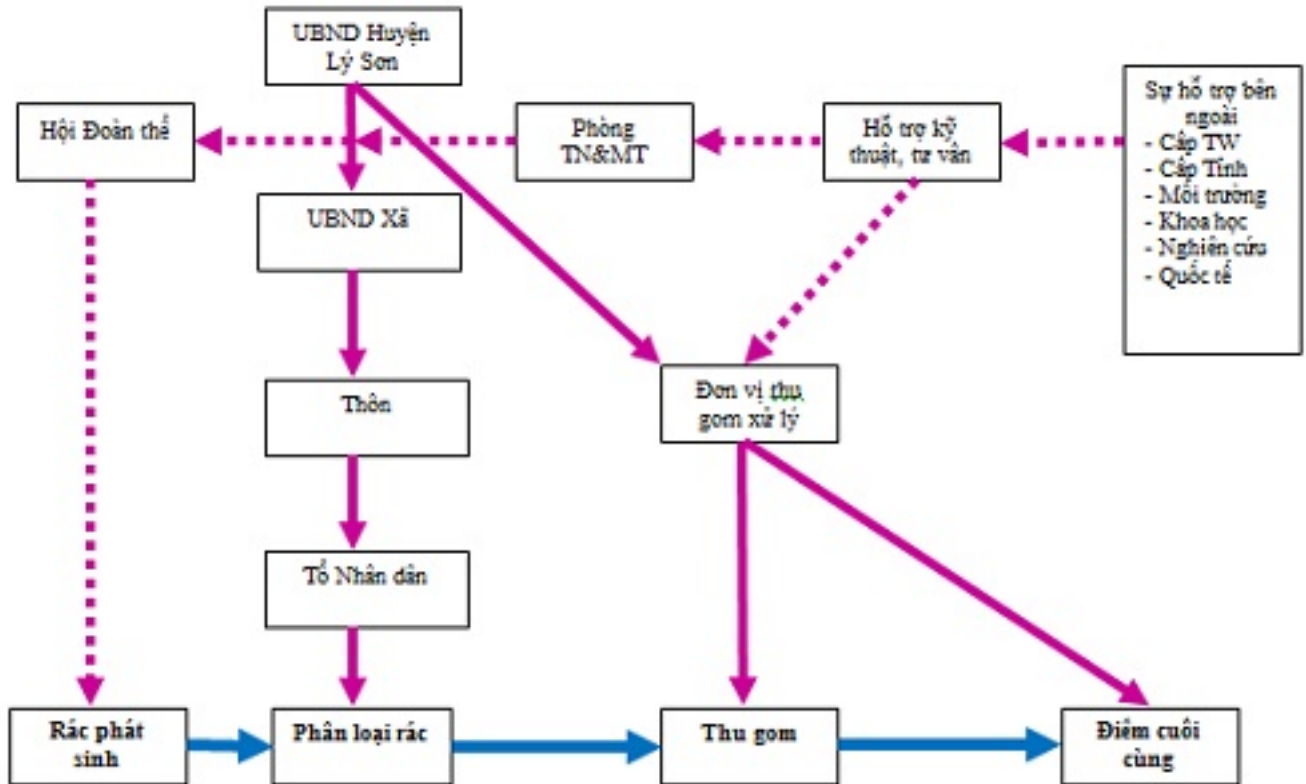 UBND Huyện
Lý Sơn
Hội Đoàn thể
Phòng
TN&MT
Hỗ trợ kỹ
thuật, tư vấn
Sự hỗ trợ bên
ngoài
- Cấp TW
- Cấp Tỉnh
- Môi trường
- Khoa học
- Nghiên cứu
- Quốc tế
UBND Xã
Thôn
Đơn vị thu
gom xử lý
Tổ Nhân dân
Rác phát
sinh
Phân loại rác
Thu gom
Điểm cuối
cùng